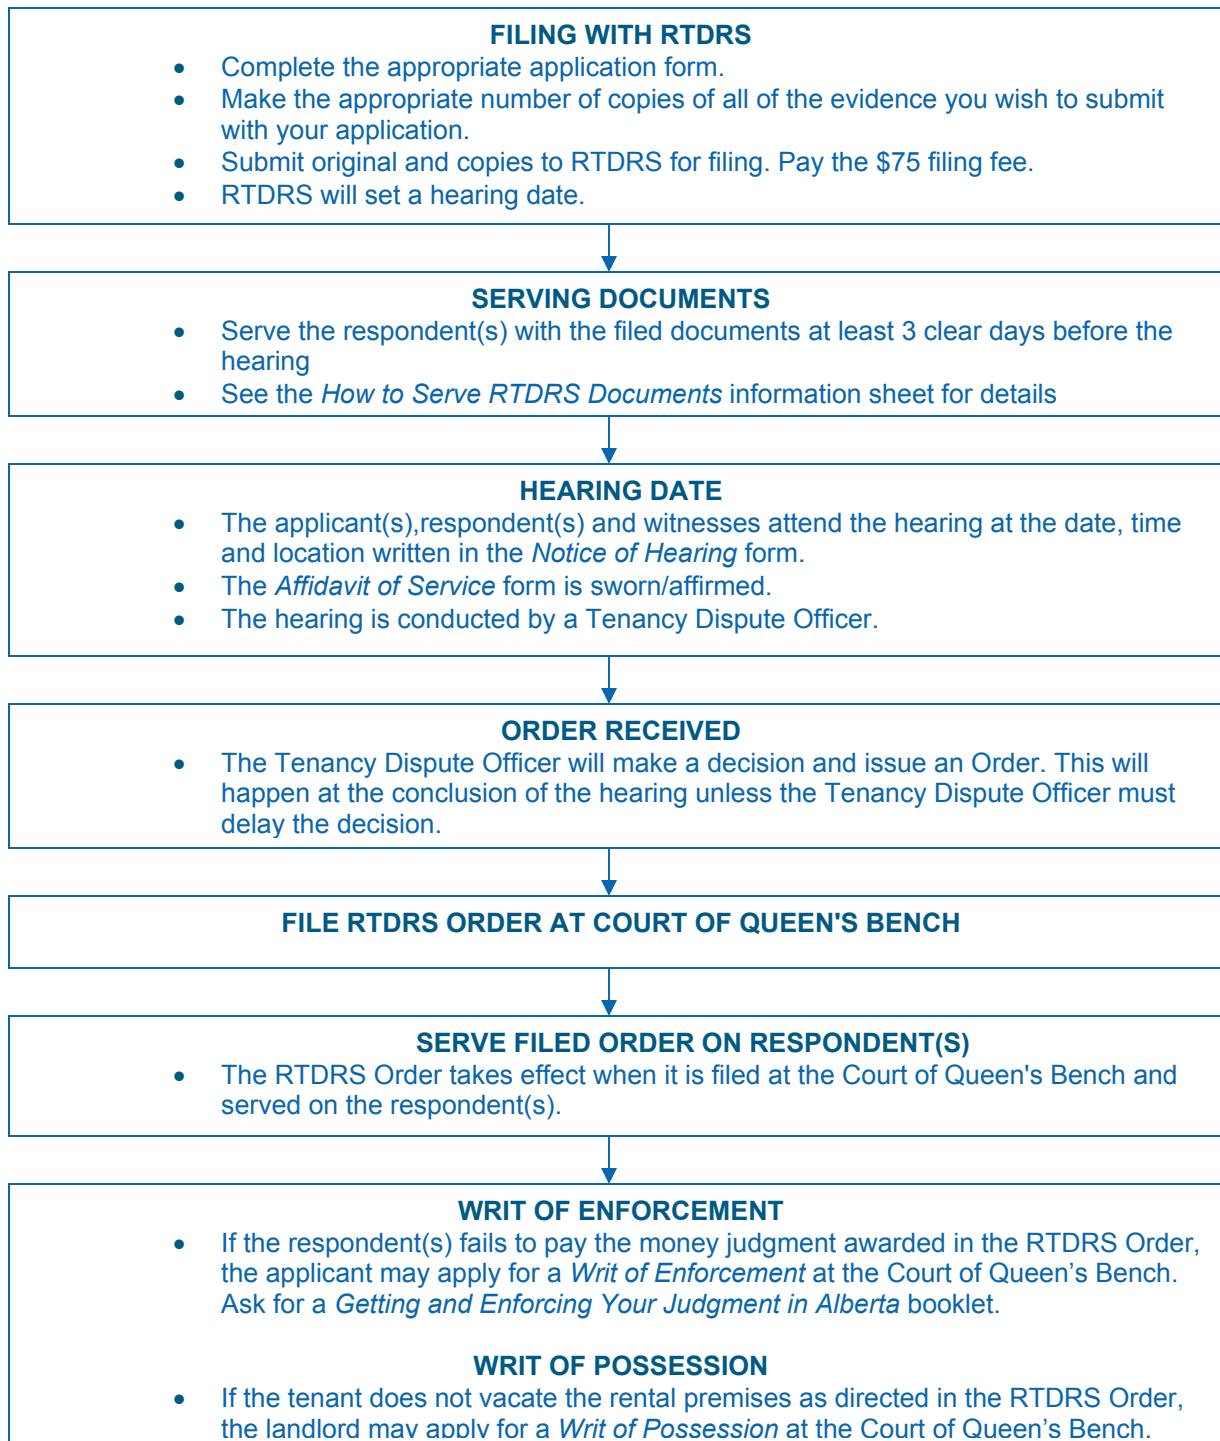 FILING WITH RTDRS
• Complete the appropriate application form.
• Make the appropriate number of copies of all of the evidence you wish to submit
with your application.
• Submit original and copies to RTDRS for filing. Pay the $75 filing fee.
• RTDRS will set a hearing date.
SERVING DOCUMENTS
• Serve the respondent(s) with the filed documents at least 3 clear days before the
hearing
• See the How to Serve RTDRS Documents information sheet for details
HEARING DATE
• The applicant(s),respondent(s) and witnesses attend the hearing at the date, time
and location written in the Notice of Hearing form.
• The Affidavit of Service form is sworn/affirmed.
• The hearing is conducted by a Tenancy Dispute Officer.
ORDER RECEIVED
• The Tenancy Dispute Officer will make a decision and issue an Order. This will
happen at the conclusion of the hearing unless the Tenancy Dispute Officer must
delay the decision.
FILE RTDRS ORDER AT COURT OF QUEEN'S BENCH
SERVE FILED ORDER ON RESPONDENT(S)
• The RTDRS Order takes effect when it is filed at the Court of Queen's Bench and
served on the respondent(s).
WRIT OF ENFORCEMENT
• If the respondent(s) fails to pay the money judgment awarded in the RTDRS Order,
the applicant may apply for a Writ of Enforcement at the Court of Queen’s Bench.
Ask for a Getting and Enforcing Your Judgment in Alberta booklet.
WRIT OF POSSESSION
• If the tenant does not vacate the rental premises as directed in the RTDRS Order,
the landlord may apply for a Writ of Possession at the Court of Queen’s Bench.